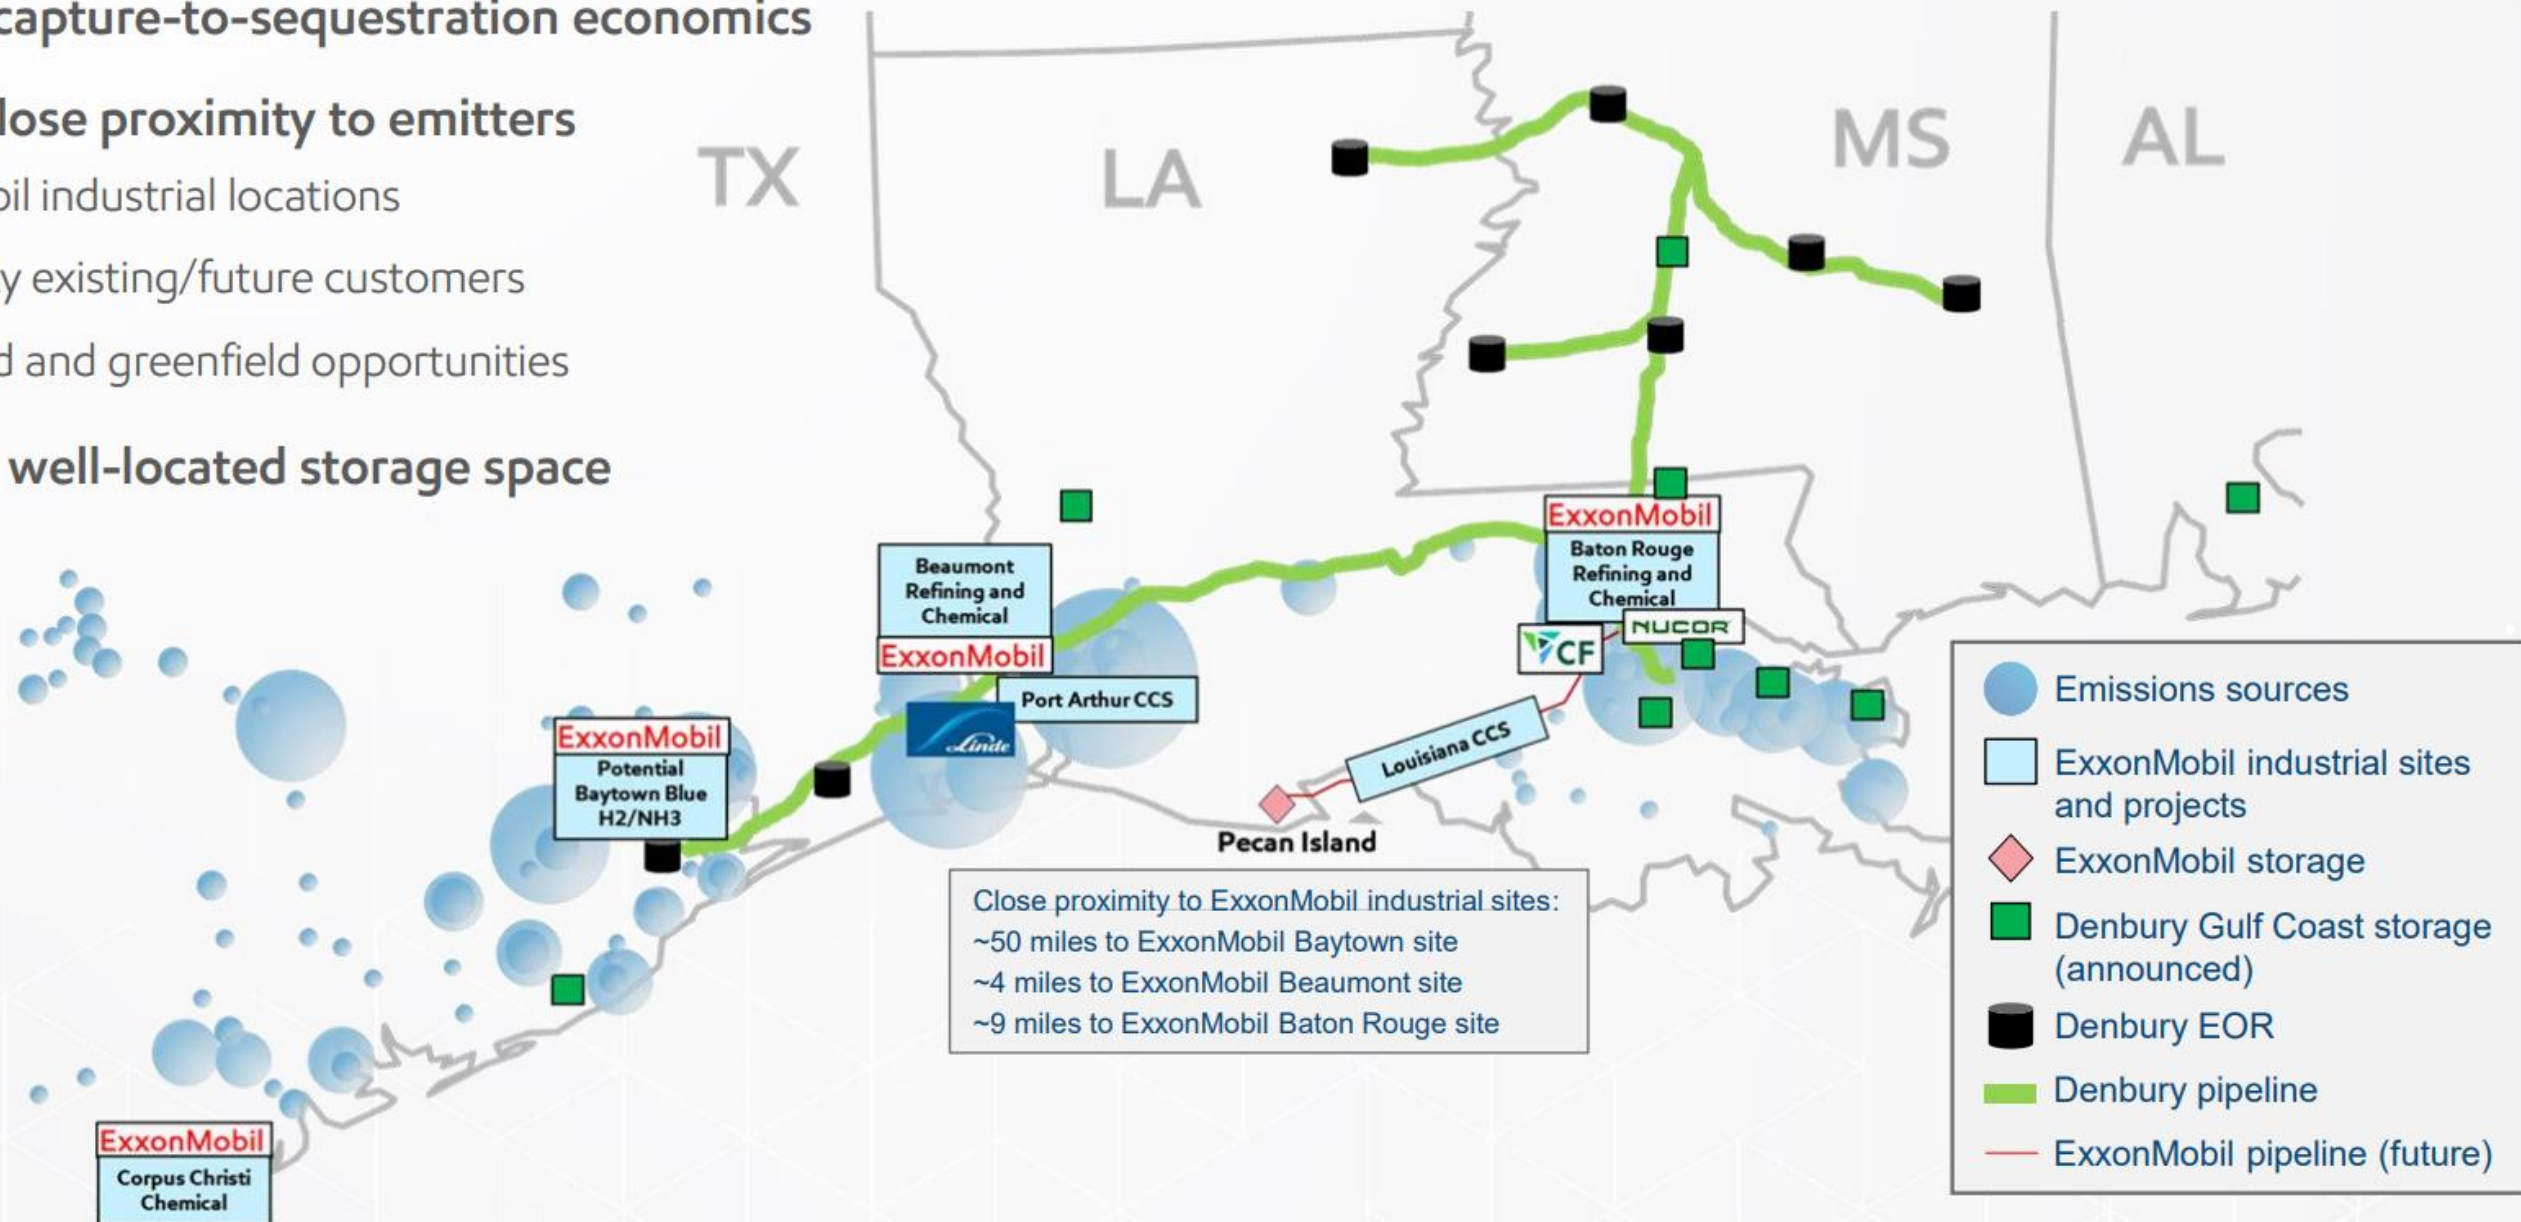 capture-to-sequestration economics
lose proximity to emitters
oil industrial locations
y existing/future customers
d and greenfield opportunities
well-located storage space
TX
LA
MS
AL
ExxonMobil
Baton Rouge
Refining and
Chemical
NUCOR
CF
Beaumont
Refining and
Chemical
ExxonMobil
Port Arthur CCS
Linde
Louisiana CCS
Pecan Island
ExxonMobil
Potential
Baytown Blue
H2/NH3
Close proximity to ExxonMobil industrial sites:
~50 miles to ExxonMobil Baytown site
~4 miles to ExxonMobil Beaumont site
~9 miles to ExxonMobil Baton Rouge site
ExxonMobil
Corpus Christi
Chemical
Emissions sources
ExxonMobil industrial sites
and projects
ExxonMobil storage
Denbury Gulf Coast storage
(announced)
Denbury EOR
Denbury pipeline
ExxonMobil pipeline (future)